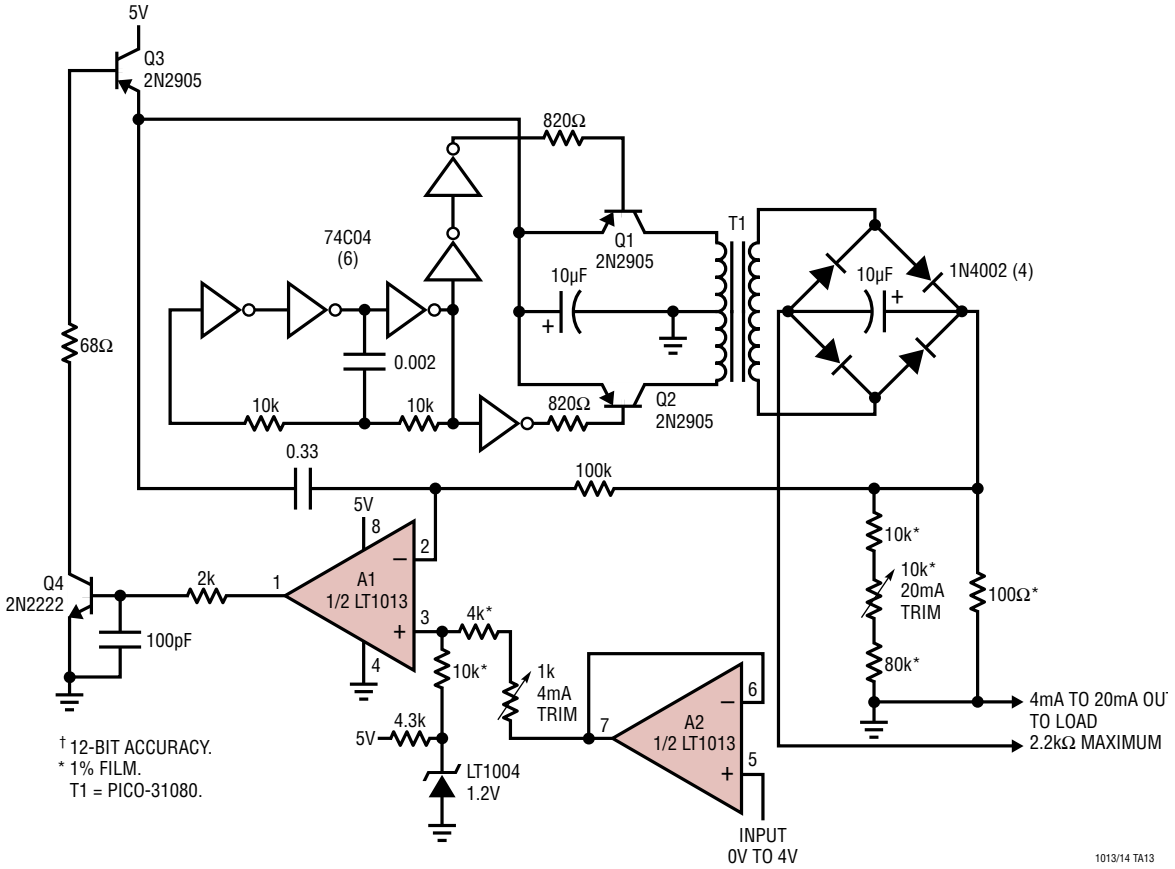 5V
Q3
2N2905
820Ω
Q1
2N2905
T1
74C04
(6)
10µF
+
10µF
+
1N4002 (4)
68Ω
0.002
10k
10k
820Ω
Q2
2N2905
0.33
100k
5V
8
2
−
A1
1/2 LT1013
1
3
+
4
Q4
2N2222
2k
100pF
4k*
10k*
1k
4mA
TRIM
10k*
10k*
20mA
TRIM
80k*
100Ω*
4.3k
5V
LT1004
1.2V
6
−
A2
1/2 LT1013
7
5
+
INPUT
0V TO 4V
4mA TO 20mA OUT
TO LOAD
2.2kΩ MAXIMUM
† 12-BIT ACCURACY.
* 1% FILM.
T1 = PICO-31080.
1013/14 TA13